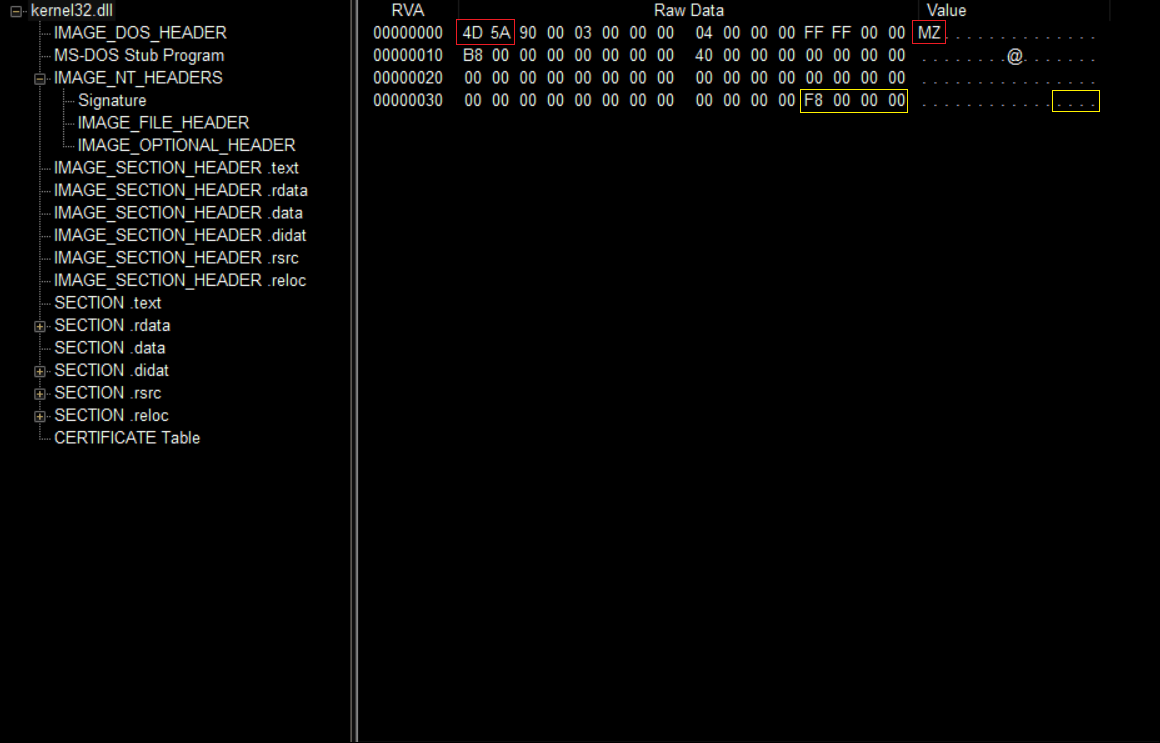 kernel32.dll
IMAGE_DOS_HEADER
MS-DOS Stub Program
IMAGE_NT_HEADERS
Signature
IMAGE_FILE_HEADER
IMAGE_OPTIONAL_HEADER
IMAGE_SECTION_HEADER .text
IMAGE_SECTION_HEADER .rdata
IMAGE_SECTION_HEADER .data
IMAGE_SECTION_HEADER .didat
IMAGE_SECTION_HEADER .rsrc
IMAGE_SECTION_HEADER .reloc
SECTION .text
SECTION .rdata
SECTION .data
SECTION .didat
SECTION .rsrc
SECTION .reloc
CERTIFICATE Table
RVA Raw Data Value
00000000 4D 5A 90 00 03 00 00 00 04 00 00 00 FF FF 00 00 MZ..............
00000010 B8 00 00 00 00 00 00 00 40 00 00 00 00 00 00 00 ........@.......
00000020 00 00 00 00 00 00 00 00 00 00 00 00 00 00 00 00 ................
00000030 00 00 00 00 00 00 00 00 00 00 00 00 F8 00 00 00 ................